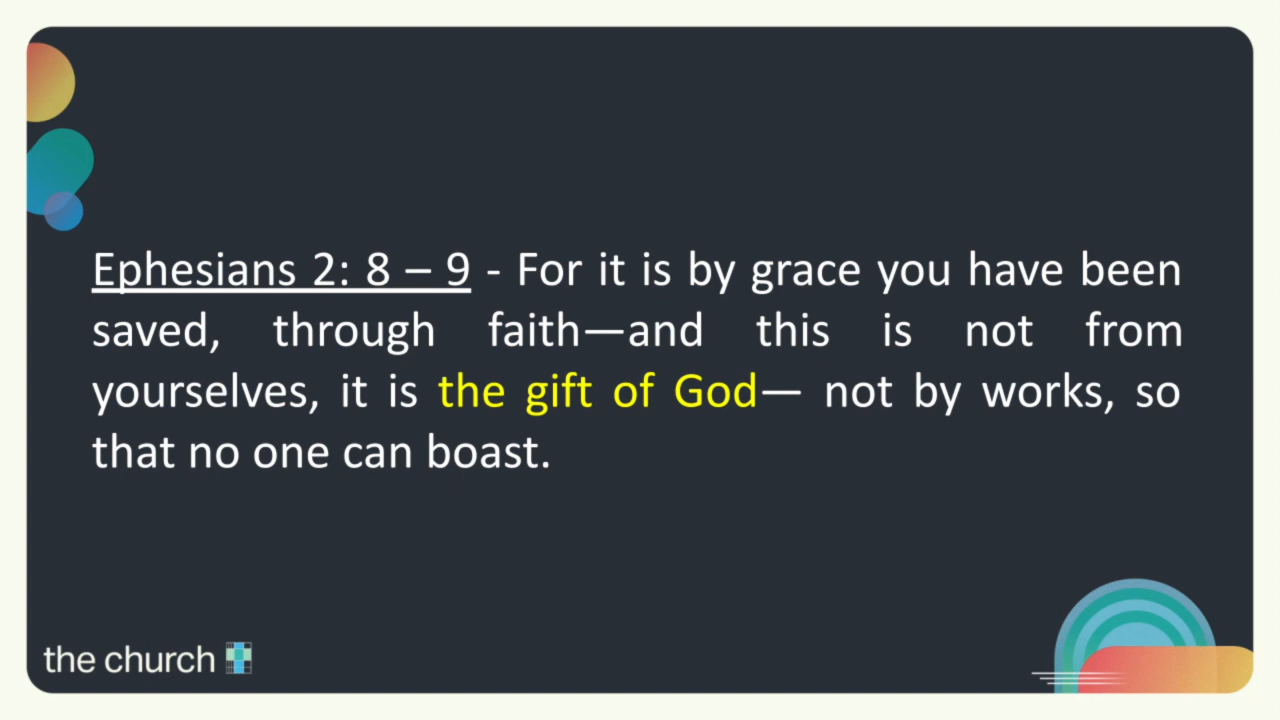 Ephesians 2: 8 – 9 - For it is by grace you have been
saved, through faith—and this is not from
yourselves, it is the gift of God— not by works, so
that no one can boast.
the church